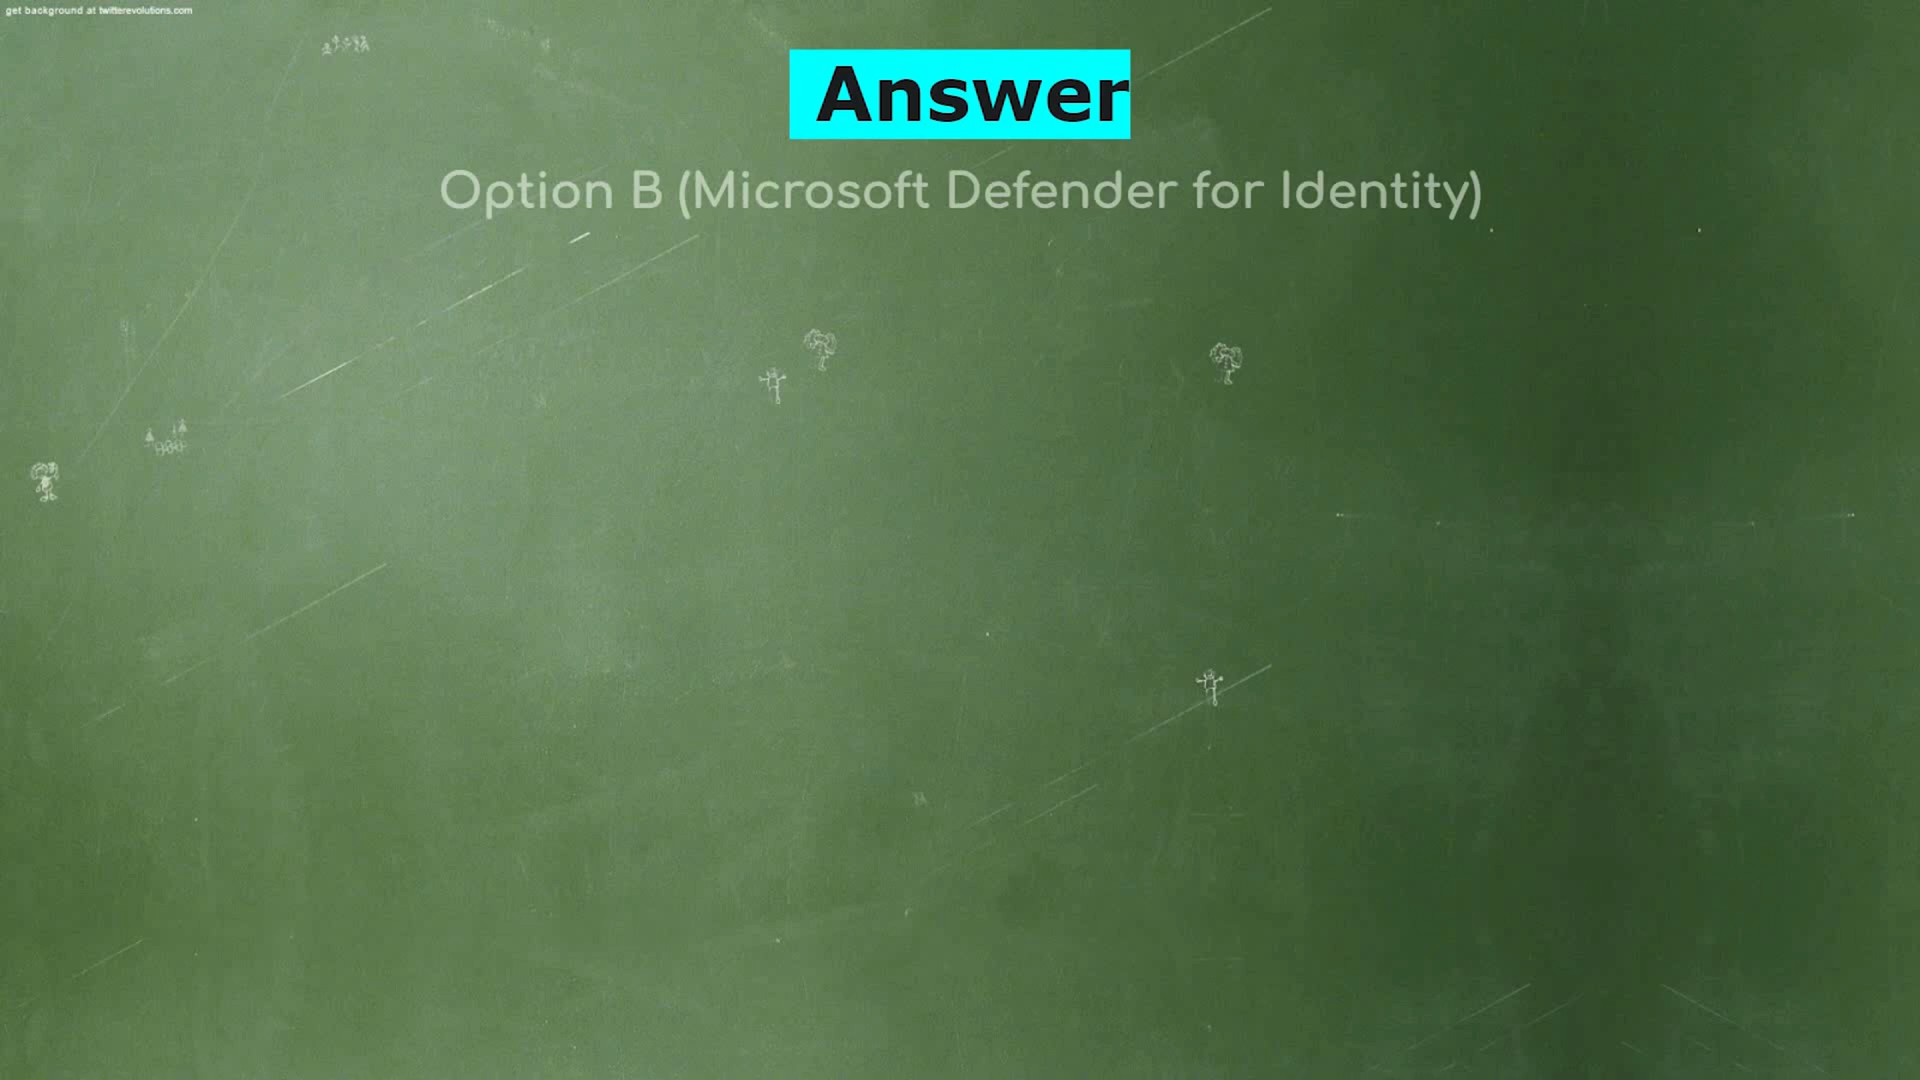 get background at twitterevolutions.com
Answer
Option B (Microsoft Defender for Identity)